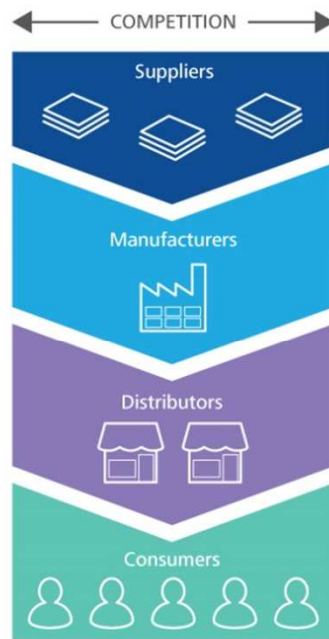 COMPETITION
Suppliers
Manufacturers
Distributors
Consumers